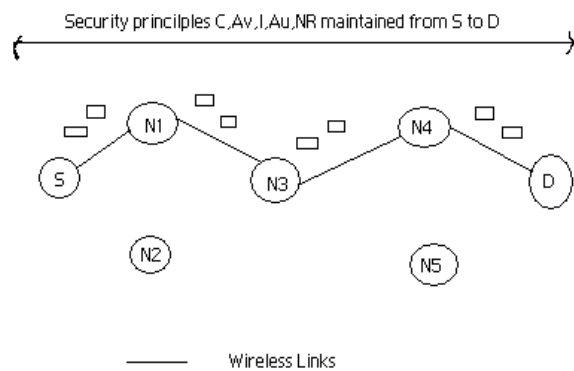 Security princilples C,Av,I,Au,NR maintained from S to D
N1
N4
S
N3
D
N2
N5
Wireless Links